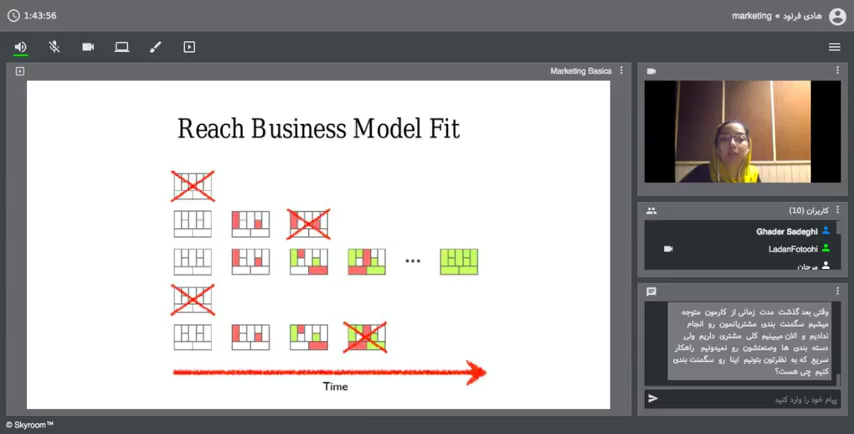 1:43:56
هادی فرنود » marketing
Marketing Basics
Reach Business Model Fit
...
Time
کاربران (10)
Ghader Sadeghi
LadanFotoohi
مرجان
وقتی بعد گذشت مدت زمانی از کارمون متوجه
میشیم سگمنت بندی مشتریانمون رو انجام
ندادیم و الان میبینیم کلی مشتری داریم ولی
دسته بندی ها وصنعتشون رو نمیدونیم راهکار
سریع که به نظرتون بتونیم اینا رو سگمنت بندی
کنیم چی هست؟
پیام خود را وارد کنید.
© Skyroom™